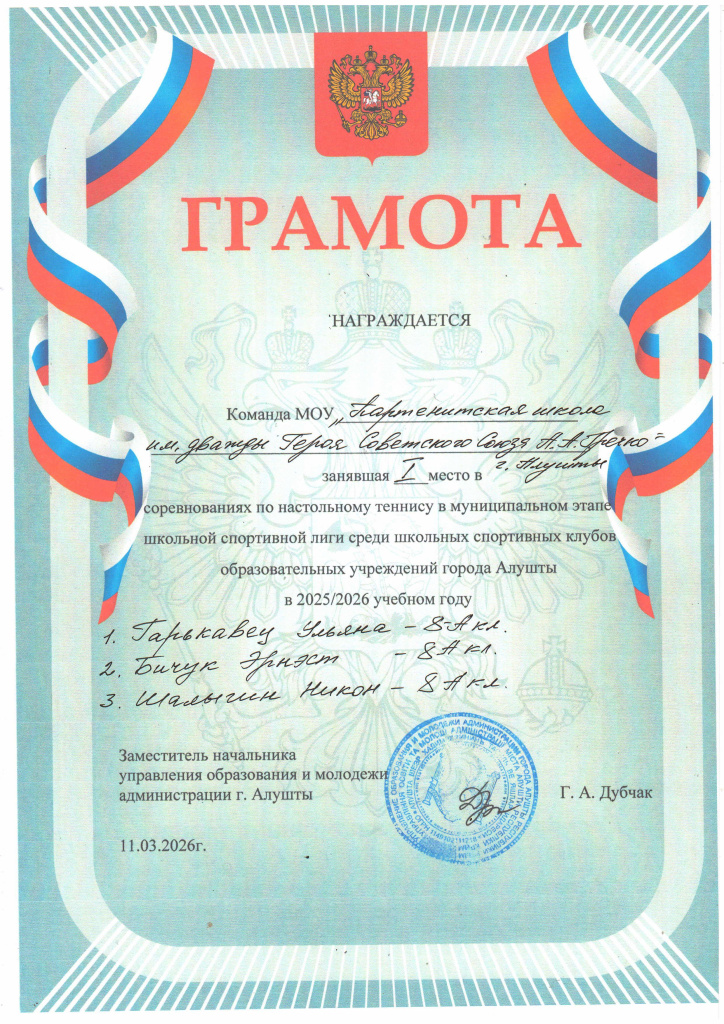 ГРАМОТА
НАГРАЖДАЕТСЯ
Команда МОУ „Партенитская школа
им. дважды Героя Советского Союза А.А. Гречко"
г. Алушты
занявшая I место в
соревнованиях по настольному теннису в муниципальном этапе
школьной спортивной лиги среди школьных спортивных клубов
образовательных учреждений города Алушты
в 2025/2026 учебном году
1. Гарькавец Ульяна – 8-А кл.
2. Бичук Эрнэст – 8 А кл.
3. Шалыгин Никон – 8 А кл.
Заместитель начальника
управления образования и молодежи
администрации г. Алушты
Г. А. Дубчак
11.03.2026г.